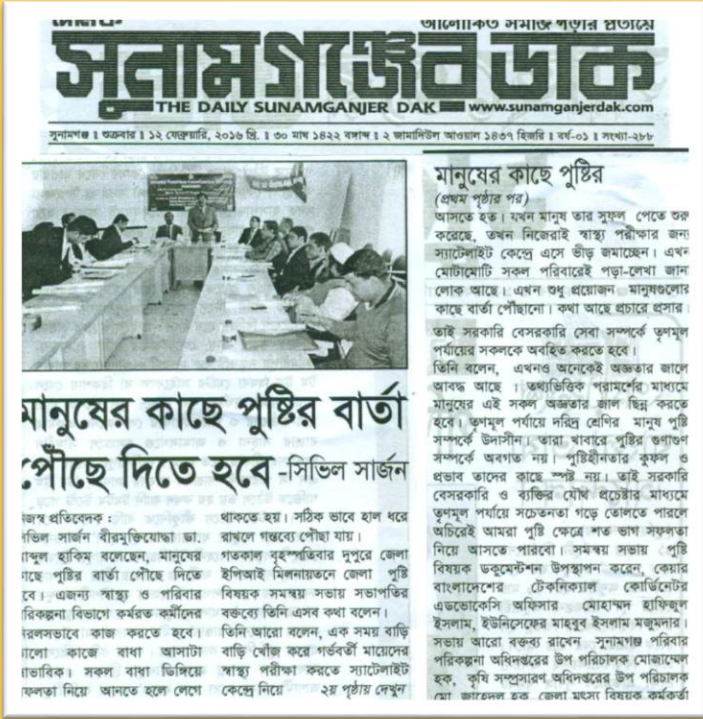 দৈনিক
আলোকিত সমাজ গড়ার প্রত্যয়ে
সুনামগঞ্জের ডাক
THE DAILY SUNAMGANJER DAK www.sunamganjerdak.com
সুনামগঞ্জ ॥ শুক্রবার ॥ ১২ ফেব্রুয়ারি, ২০১৬ খ্রি. ॥ ৩০ মাঘ ১৪২২ বঙ্গাব্দ ॥ ২ জামাদিউল আওয়াল ১৪৩৭ হিজরি ॥ বর্ষ-০১ ॥ সংখ্যা-২৮৮
মানুষের কাছে পুষ্টির বার্তা
পৌঁছে দিতে হবে -সিভিল সার্জন
নিজস্ব প্রতিবেদক :
সিভিল সার্জন বীরমুক্তিযোদ্ধা ডা.
আব্দুল হাকিম বলেছেন, মানুষের
কাছে পুষ্টির বার্তা পৌঁছে দিতে
হবে। এজন্য স্বাস্থ্য ও পরিবার
পরিকল্পনা বিভাগে কর্মরত কর্মীদের
নিরলসভাবে কাজ করতে হবে।
ভালো কাজে বাধা আসাটা
স্বাভাবিক। সকল বাধা ডিঙ্গিয়ে
সফলতা নিয়ে আনতে হলে লেগে
থাকতে হয়। সঠিক ভাবে হাল ধরে
রাখলে গন্তব্যে পৌঁছা যায়।
গতকাল বৃহস্পতিবার দুপুরে জেলা
ইপিআই মিলনায়তনে জেলা পুষ্টি
বিষয়ক সমন্বয় সভায় সভাপতির
বক্তব্যে তিনি এসব কথা বলেন।
তিনি আরো বলেন, এক সময় বাড়ি
বাড়ি খোঁজ করে গর্ভবর্তী মায়েদের
স্বাস্থ্য পরীক্ষা করতে স্যাটেলাইট
কেন্দ্রে নিয়ে ২য় পৃষ্ঠায় দেখুন
মানুষের কাছে পুষ্টির
(প্রথম পৃষ্ঠার পর)
আসতে হত। যখন মানুষ তার সুফল পেতে শুরু
করেছে, তখন নিজেরাই স্বাস্থ্য পরীক্ষার জন্য
স্যাটেলাইট কেন্দ্রে এসে ভীড় জমাচ্ছেন। এখন
মোটামোটি সকল পরিবারেই পড়া-লেখা জানা
লোক আছে। এখন শুধু প্রয়োজন মানুষগুলোর
কাছে বার্তা পৌঁছানো। কথা আছে প্রচারে প্রসার।
তাই সরকারি বেসরকারি সেবা সম্পর্কে তৃণমূল
পর্যায়ের সকলকে অবহিত করতে হবে।
তিনি বলেন, এখনও অনেকেই অজ্ঞতার জালে
আবদ্ধ আছে । তথ্যভিত্তিক পরামর্শের মাধ্যমে
মানুষের এই সকল অজ্ঞতার জাল ছিন্ন করতে
হবে। তৃণমূল পর্যায়ে দরিদ্র শ্রেণির মানুষ পুষ্টি
সম্পর্কে উদাসীন। তারা খাবারে পুষ্টির গুণাগুণ
সম্পর্কে অবগত নয়। পুষ্টিহীনতার কুফল ও
প্রভাব তাদের কাছে স্পষ্ট নয়। তাই সরকারি
বেসরকারি ও ব্যক্তির যৌথ প্রচেষ্টার মাধ্যমে
তৃণমূল পর্যায়ে সচেতনতা গড়ে তোলতে পারলে
অচিরেই আমরা পুষ্টি ক্ষেত্রে শত ভাগ সফলতা
নিয়ে আসতে পারবো। সমন্বয় সভায় পুষ্টি
বিষয়ক ডকুমেন্টশন উপস্থাপন করেন, কেয়ার
বাংলাদেশের টেকনিক্যাল কোর্ডিনেটর
এডভোকেসি অফিসার মোহাম্মদ হাফিজুল
ইসলাম, ইউনিসেফের মাহবুব ইসলাম মজুমদার।
সভায় আরো বক্তব্য রাখেন সুনামগঞ্জ পরিবার
পরিকল্পনা অধিদপ্তরের উপ পরিচালক মোজাম্মেল
হক, কৃষি সম্প্রসারণ অধিদপ্তরের উপ পরিচালক
মো. জাহেদুল হক, জেলা মৎস্য বিষয়ক কর্মকর্তা